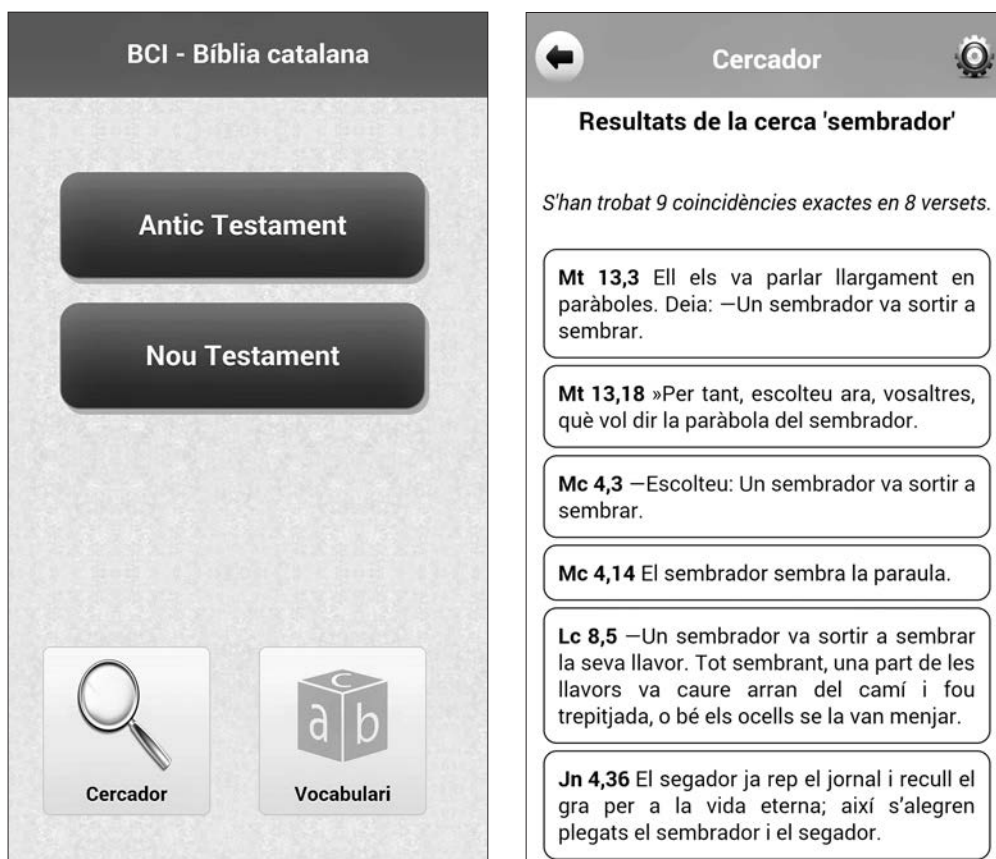 BCI - Bíblia catalana
Antic Testament
Nou Testament
c
a b
Cercador
Vocabulari
Cercador
Resultats de la cerca 'sembrador'
S'han trobat 9 coincidències exactes en 8 versets.
Mt 13,3 Ell els va parlar llargament en
paràboles. Deia: —Un sembrador va sortir a
sembrar.
Mt 13,18 »Per tant, escolteu ara, vosaltres,
què vol dir la paràbola del sembrador.
Mc 4,3 —Escolteu: Un sembrador va sortir a
sembrar.
Mc 4,14 El sembrador sembra la paraula.
Lc 8,5 —Un sembrador va sortir a sembrar
la seva llavor. Tot sembrant, una part de les
llavors va caure arran del camí i fou
trepitjada, o bé els ocells se la van menjar.
Jn 4,36 El segador ja rep el jornal i recull el
gra per a la vida eterna; així s'alegren
plegats el sembrador i el segador.